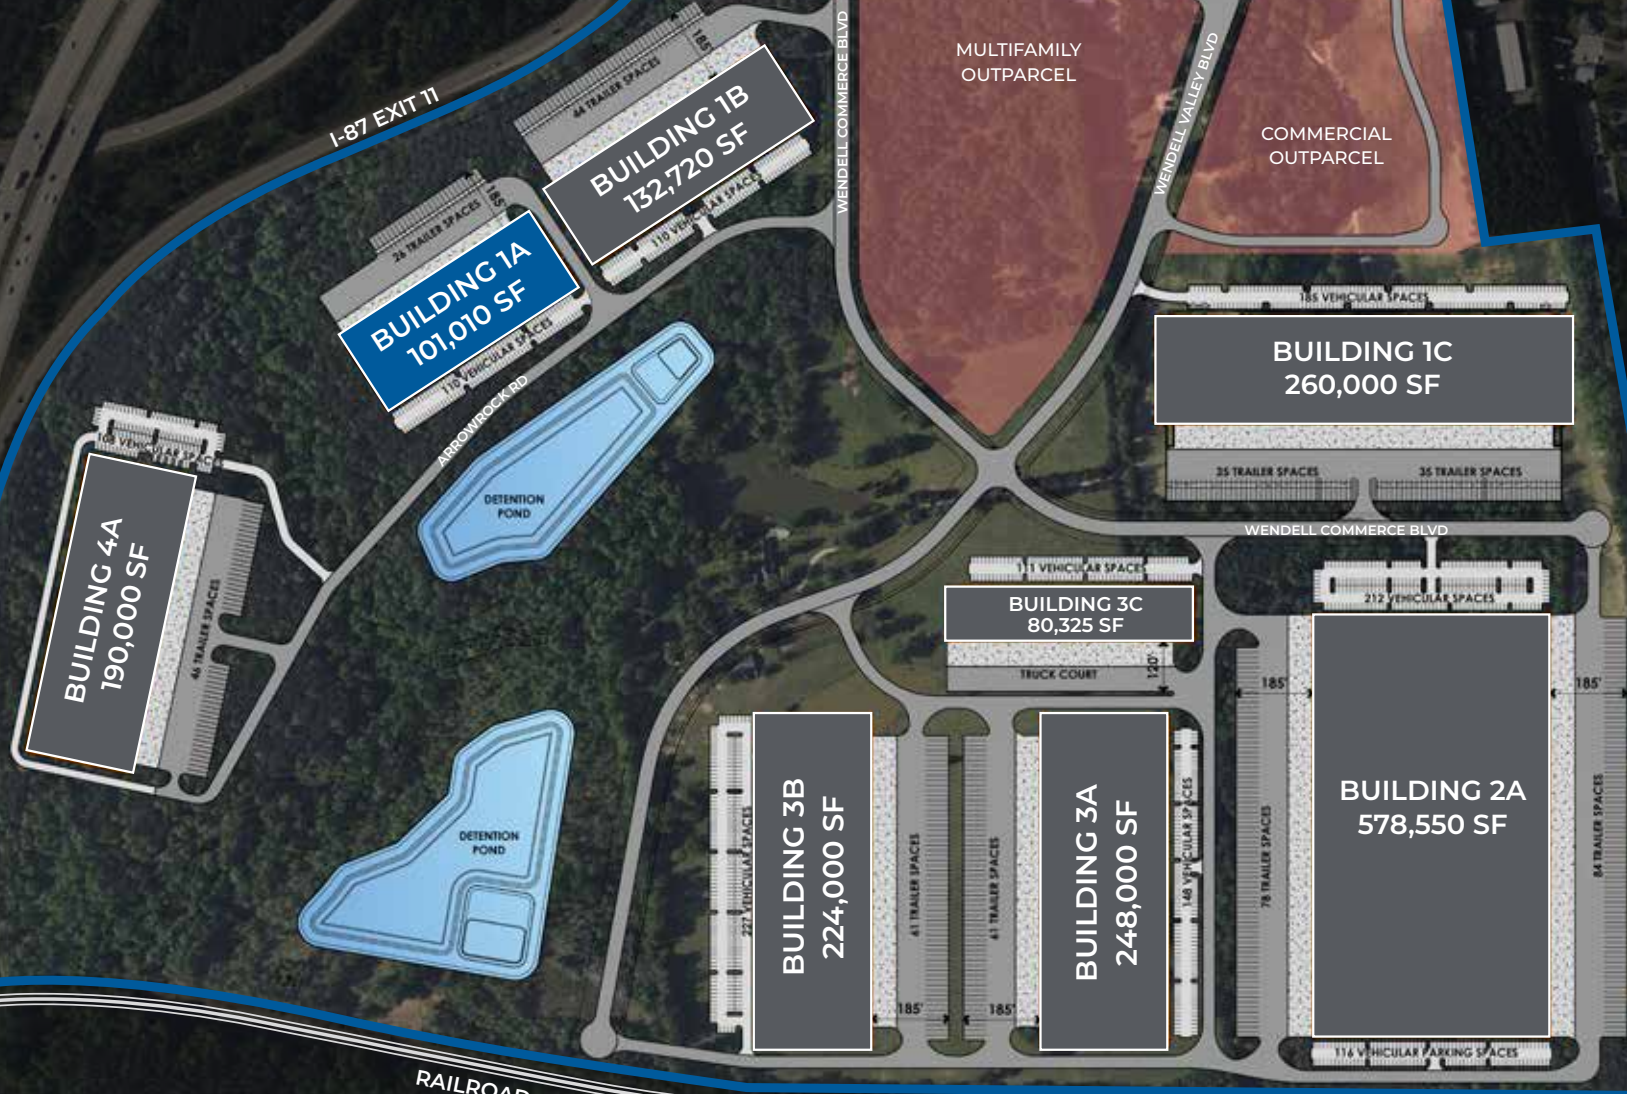 MULTIFAMILY
OUTPARCEL
COMMERCIAL
OUTPARCEL
WENDELL COMMERCE BLVD
WENDELL VALLEY BLVD
I-87 EXIT 11
185'
44 TRAILER SPACES
BUILDING 1B
132,720 SF
110 VEHICULAR SPACES
185'
26 TRAILER SPACES
BUILDING 1A
101,010 SF
110 VEHICULAR SPACES
ARROWROCK RD
185 VEHICULAR SPACES
BUILDING 1C
260,000 SF
35 TRAILER SPACES
35 TRAILER SPACES
WENDELL COMMERCE BLVD
VEHICULAR SPACES
BUILDING 4A
190,000 SF
46 TRAILER SPACES
DETENTION
POND
111 VEHICULAR SPACES
BUILDING 3C
80,325 SF
TRUCK COURT
120'
212 VEHICULAR SPACES
185'
185'
BUILDING 2A
578,550 SF
78 TRAILER SPACES
84 TRAILER SPACES
116 VEHICULAR PARKING SPACES
DETENTION
POND
227 VEHICULAR SPACES
BUILDING 3B
224,000 SF
61 TRAILER SPACES
185'
61 TRAILER SPACES
185'
BUILDING 3A
248,000 SF
148 VEHICULAR SPACES
RAILROAD